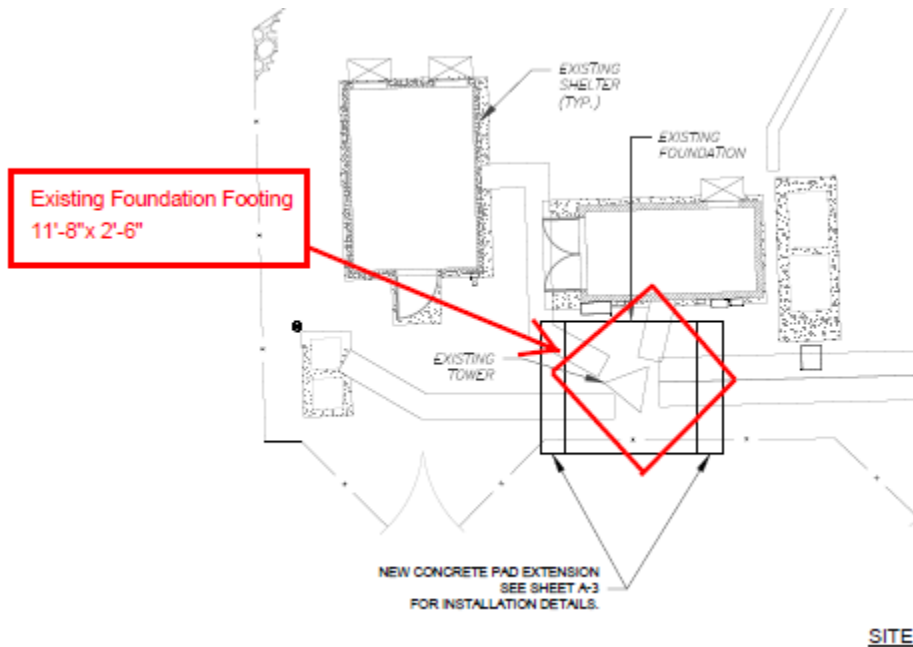 EXISTING
SHELTER
(TYP.)
EXISTING
FOUNDATION
Existing Foundation Footing
11'-8"x 2'-6"
EXISTING
TOWER
NEW CONCRETE PAD EXTENSION
SEE SHEET A-3
FOR INSTALLATION DETAILS.
SITE